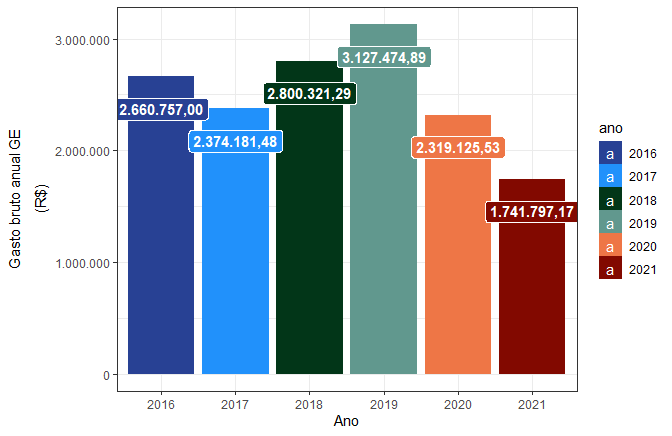 Gasto bruto anual GE
(R$)
3.000.000
2.000.000
1.000.000
0
2.660.757,00
2.374.181,48
2.800.321,29
3.127.474,89
2.319.125,53
1.741.797,17
2016
2017
2018
2019
2020
2021
Ano
ano
a 2016
a 2017
a 2018
a 2019
a 2020
a 2021